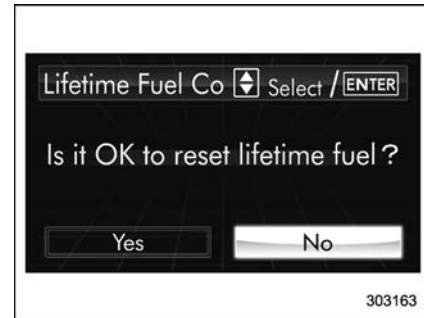 Lifetime Fuel Co Select / ENTER
Is it OK to reset lifetime fuel?
Yes No
303163